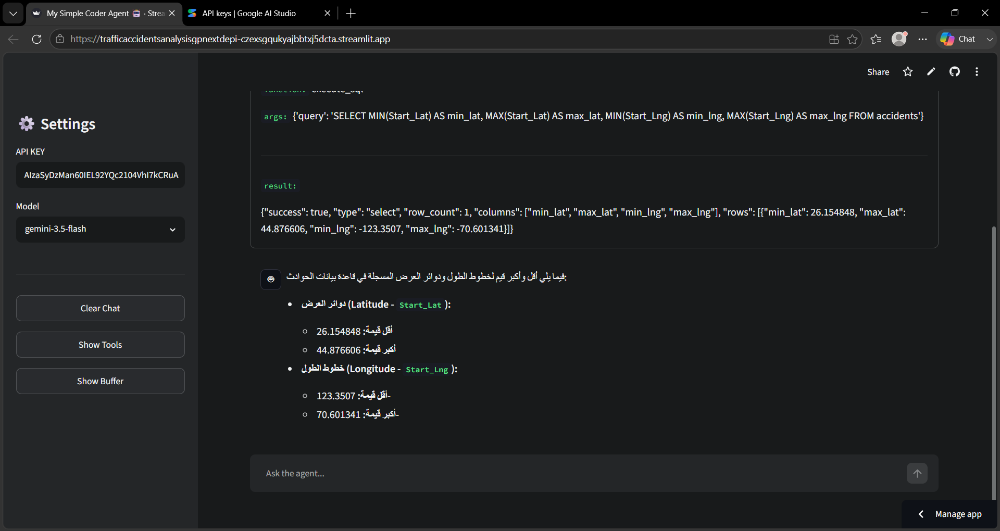 My Simple Coder Agent 🤖 · Strea
API keys | Google AI Studio
https://trafficaccidentsanalysisgpnextdepi-czexsgqukyajbbtxj5dcta.streamlit.app
Chat
Share
Settings
API KEY
Model
gemini-3.5-flash
Clear Chat
Show Tools
Show Buffer
function: execute_sql
args: {'query': 'SELECT MIN(Start_Lat) AS min_lat, MAX(Start_Lat) AS max_lat, MIN(Start_Lng) AS min_lng, MAX(Start_Lng) AS max_lng FROM accidents'}
result:
{"success": true, "type": "select", "row_count": 1, "columns": ["min_lat", "max_lat", "min_lng", "max_lng"], "rows": [{"min_lat": 26.154848, "max_lat":
44.876606, "min_lng": -123.3507, "max_lng": -70.601341}]}
فيما يلي أقل وأكبر قيم لخطوط الطول ودوائر العرض المسجلة في قاعدة بيانات الحوادث:
دوائر العرض (Latitude - Start_Lat):
أقل قيمة: 26.154848
أكبر قيمة: 44.876606
خطوط الطول (Longitude - Start_Lng):
أقل قيمة: 123.3507-
أكبر قيمة: 70.601341-
Ask the agent...
Manage app